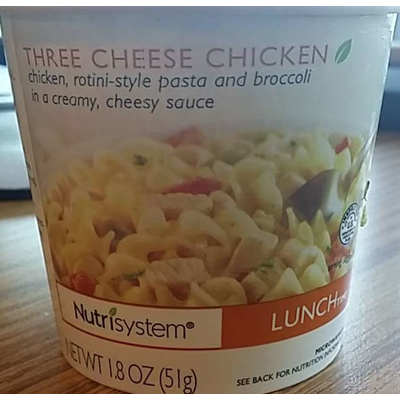 THREE CHEESE CHICKEN
chicken, rotini-style pasta and broccoli
in a creamy, cheesy sauce
Nutrisystem®
LUNCH
NET WT 1.8 OZ (51g)
SEE BACK FOR NUTRITION